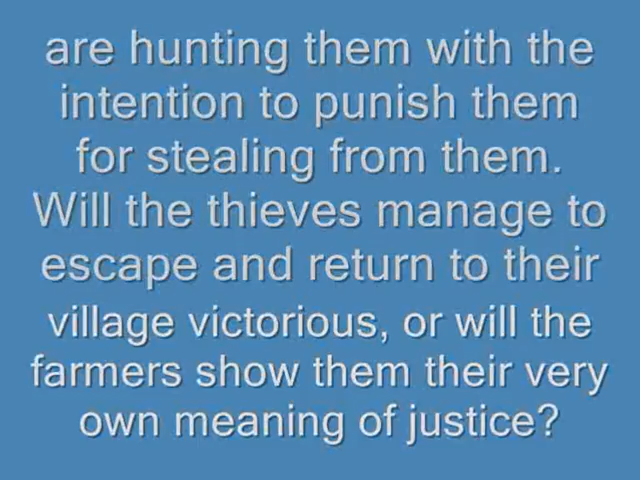 are hunting them with the
intention to punish them
for stealing from them.
Will the thieves manage to
escape and return to their
village victorious, or will the
farmers show them their very
own meaning of justice?